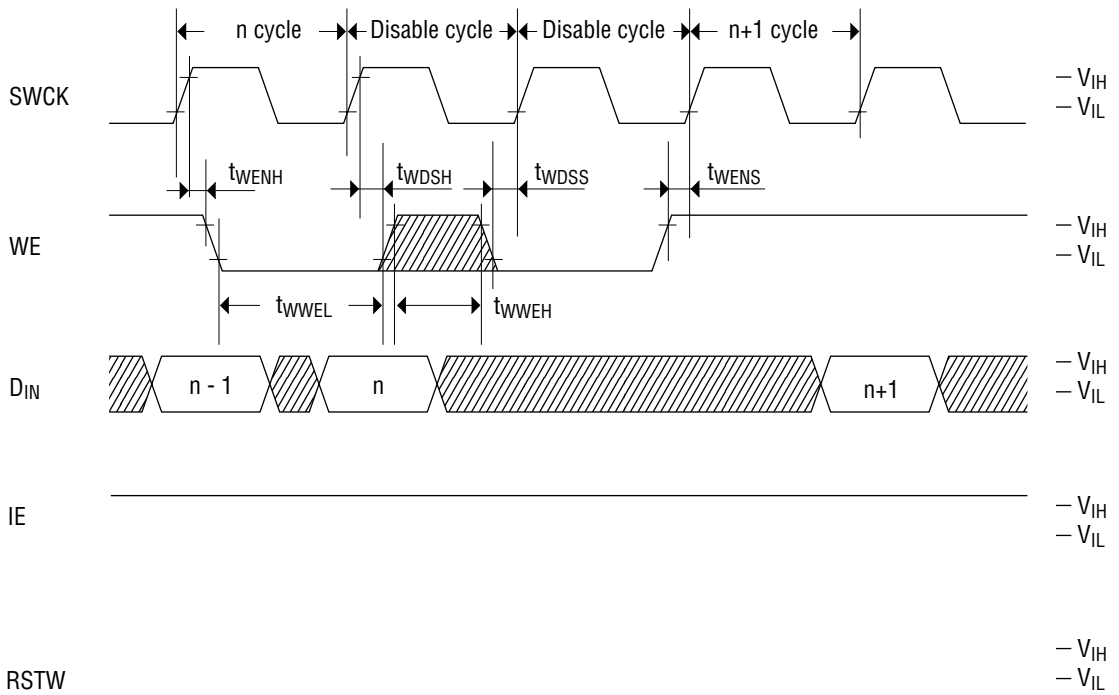 n cycle Disable cycle Disable cycle n+1 cycle
SWCK
VIH
VIL
tWENH tWDSH tWDSS tWENS
WE
VIH
VIL
tWWEL tWWEH
DIN
n - 1 n n+1
VIH
VIL
IE
VIH
VIL
RSTW
VIH
VIL